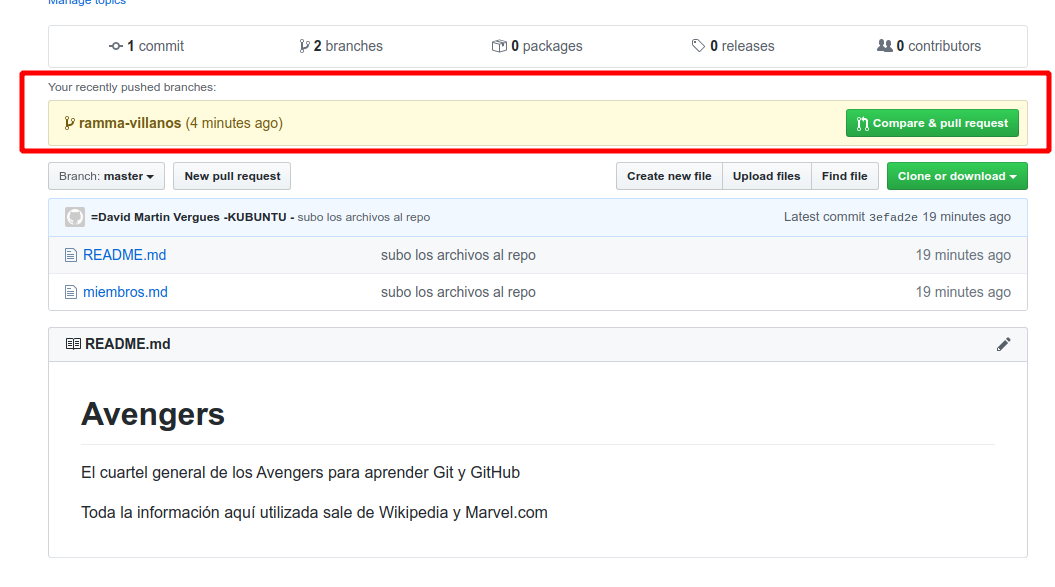 Manage topics
1 commit 2 branches 0 packages 0 releases 0 contributors
Your recently pushed branches:
ramma-villanos (4 minutes ago) Compare & pull request
Branch: master New pull request Create new file Upload files Find file Clone or download
=David Martin Vergues -KUBUNTU - subo los archivos al repo Latest commit 3efad2e 19 minutes ago
README.md subo los archivos al repo 19 minutes ago
miembros.md subo los archivos al repo 19 minutes ago
README.md
Avengers
El cuartel general de los Avengers para aprender Git y GitHub
Toda la información aquí utilizada sale de Wikipedia y Marvel.com